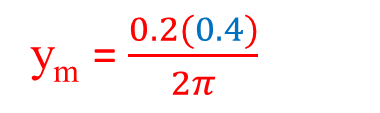 yₘ = 0.2(0.4) / 2π